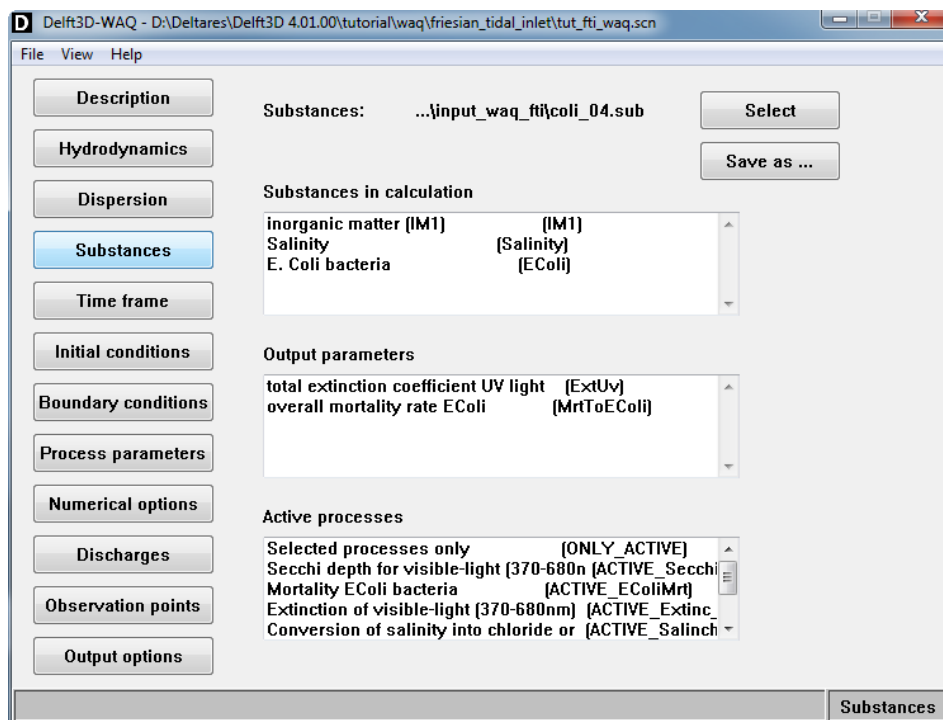 D Delft3D-WAQ - D:\Deltares\Delft3D 4.01.00\tutorial\waq\friesian_tidal_inlet\tut_fti_waq.scn
File View Help
Description
Hydrodynamics
Dispersion
Substances
Time frame
Initial conditions
Boundary conditions
Process parameters
Numerical options
Discharges
Observation points
Output options
Substances: ...\input_waq_fti\coli_04.sub
Select
Save as ...
Substances in calculation
inorganic matter (IM1) (IM1)
Salinity (Salinity)
E. Coli bacteria (EColi)
Output parameters
total extinction coefficient UV light (ExtUv)
overall mortality rate EColi (MrtToEColi)
Active processes
Selected processes only (ONLY_ACTIVE)
Secchi depth for visible-light (370-680n (ACTIVE_Secchi
Mortality EColi bacteria (ACTIVE_EColiMrt)
Extinction of visible-light (370-680nm) (ACTIVE_Extinc_
Conversion of salinity into chloride or (ACTIVE_Salinch
Substances